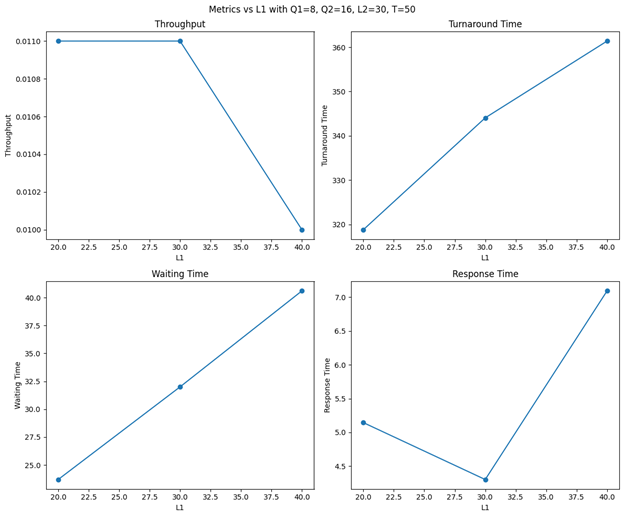 Metrics vs L1 with Q1=8, Q2=16, L2=30, T=50
Throughput
Throughput
0.0110
0.0108
0.0106
0.0104
0.0102
0.0100
20.0 22.5 25.0 27.5 30.0 32.5 35.0 37.5 40.0
L1
Turnaround Time
Turnaround Time
360
350
340
330
320
20.0 22.5 25.0 27.5 30.0 32.5 35.0 37.5 40.0
L1
Waiting Time
Waiting Time
40.0
37.5
35.0
32.5
30.0
27.5
25.0
20.0 22.5 25.0 27.5 30.0 32.5 35.0 37.5 40.0
L1
Response Time
Response Time
7.0
6.5
6.0
5.5
5.0
4.5
20.0 22.5 25.0 27.5 30.0 32.5 35.0 37.5 40.0
L1